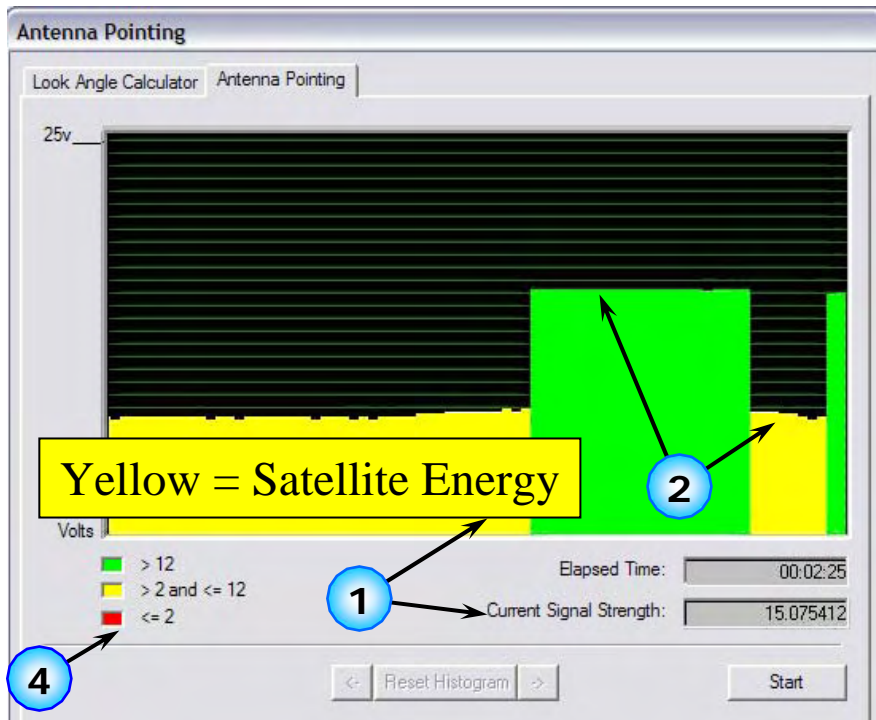 Antenna Pointing
Look Angle Calculator
Antenna Pointing
25v
Yellow = Satellite Energy
2
Volts
> 12
> 2 and <= 12
<= 2
1
Elapsed Time:
00:02:25
Current Signal Strength:
15.075412
4
<-
Reset Histogram
->
Start